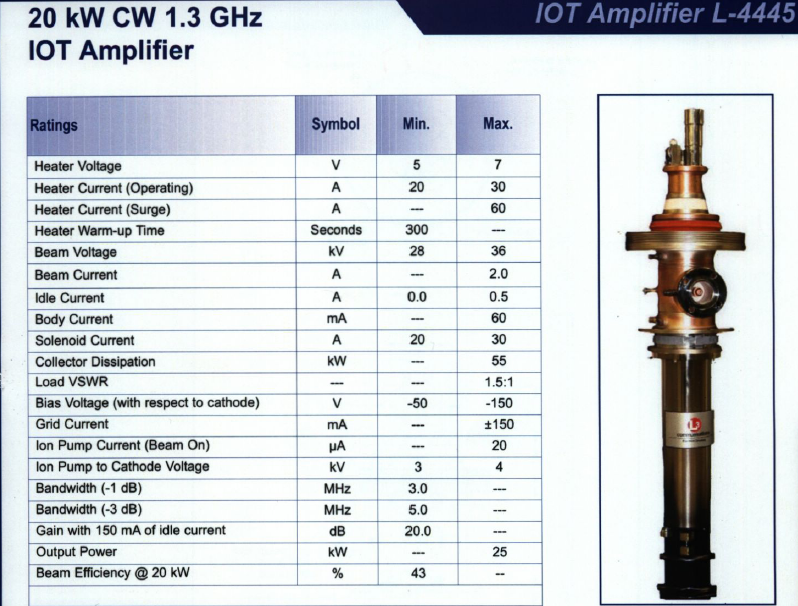 20 kW CW 1.3 GHz
IOT Amplifier
IOT Amplifier L-4445
Ratings Symbol Min. Max.
Heater Voltage V 5 7
Heater Current (Operating) A 20 30
Heater Current (Surge) A --- 60
Heater Warm-up Time Seconds 300 ---
Beam Voltage kV 28 36
Beam Current A --- 2.0
Idle Current A 0.0 0.5
Body Current mA --- 60
Solenoid Current A 20 30
Collector Dissipation kW --- 55
Load VSWR --- --- 1.5:1
Bias Voltage (with respect to cathode) V -50 -150
Grid Current mA --- ±150
Ion Pump Current (Beam On) µA --- 20
Ion Pump to Cathode Voltage kV 3 4
Bandwidth (-1 dB) MHz 3.0 ---
Bandwidth (-3 dB) MHz 5.0 ---
Gain with 150 mA of idle current dB 20.0 ---
Output Power kW --- 25
Beam Efficiency @ 20 kW % 43 --